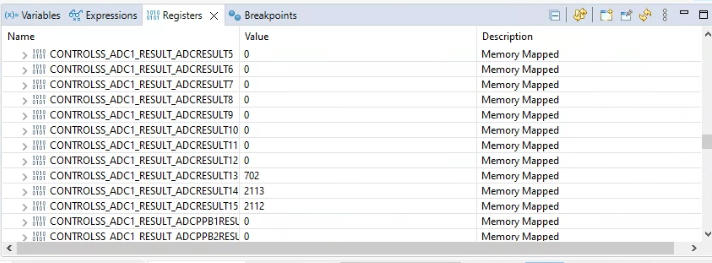 Variables Expressions Registers Breakpoints
Name Value Description
CONTROLSS_ADC1_RESULT_ADCRESULT5 0 Memory Mapped
CONTROLSS_ADC1_RESULT_ADCRESULT6 0 Memory Mapped
CONTROLSS_ADC1_RESULT_ADCRESULT7 0 Memory Mapped
CONTROLSS_ADC1_RESULT_ADCRESULT8 0 Memory Mapped
CONTROLSS_ADC1_RESULT_ADCRESULT9 0 Memory Mapped
CONTROLSS_ADC1_RESULT_ADCRESULT10 0 Memory Mapped
CONTROLSS_ADC1_RESULT_ADCRESULT11 0 Memory Mapped
CONTROLSS_ADC1_RESULT_ADCRESULT12 0 Memory Mapped
CONTROLSS_ADC1_RESULT_ADCRESULT13 702 Memory Mapped
CONTROLSS_ADC1_RESULT_ADCRESULT14 2113 Memory Mapped
CONTROLSS_ADC1_RESULT_ADCRESULT15 2112 Memory Mapped
CONTROLSS_ADC1_RESULT_ADCPPB1RESU 0 Memory Mapped
CONTROLSS_ADC1_RESULT_ADCPPB2RESU 0 Memory Mapped